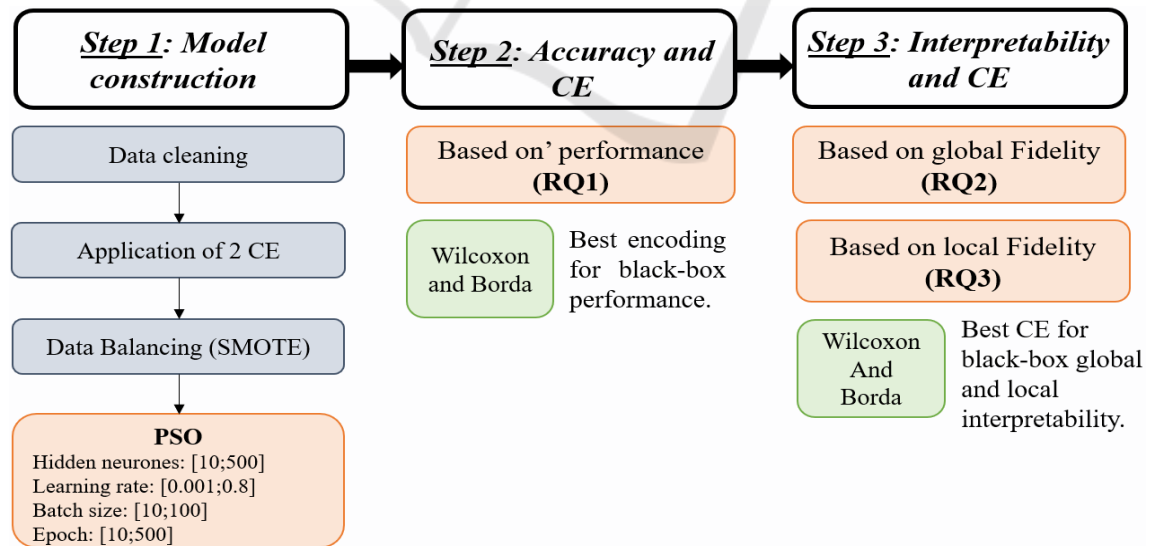 Step 1: Model
construction
Data cleaning
Application of 2 CE
Data Balancing (SMOTE)
PSO
Hidden neurones: [10;500]
Learning rate: [0.001;0.8]
Batch size: [10;100]
Epoch: [10;500]
Step 2: Accuracy and
CE
Based on' performance
(RQ1)
Wilcoxon
and Borda
Best encoding
for black-box
performance.
Step 3: Interpretability
and CE
Based on global Fidelity
(RQ2)
Based on local Fidelity
(RQ3)
Wilcoxon
And
Borda
Best CE for
black-box global
and local
interpretability.